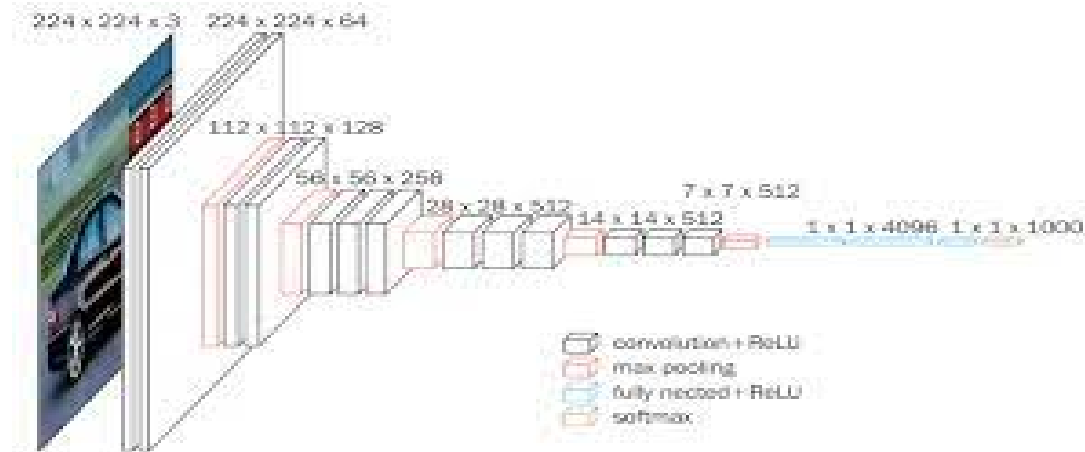 224 x 224 x 3
224 x 224 x 64
112 x 112 x 128
56 x 56 x 256
28 x 28 x 512
14 x 14 x 512
7 x 7 x 512
1 x 1 x 4096
1 x 1 x 1000
convolution + ReLU
max pooling
fully nected + ReLU
softmax